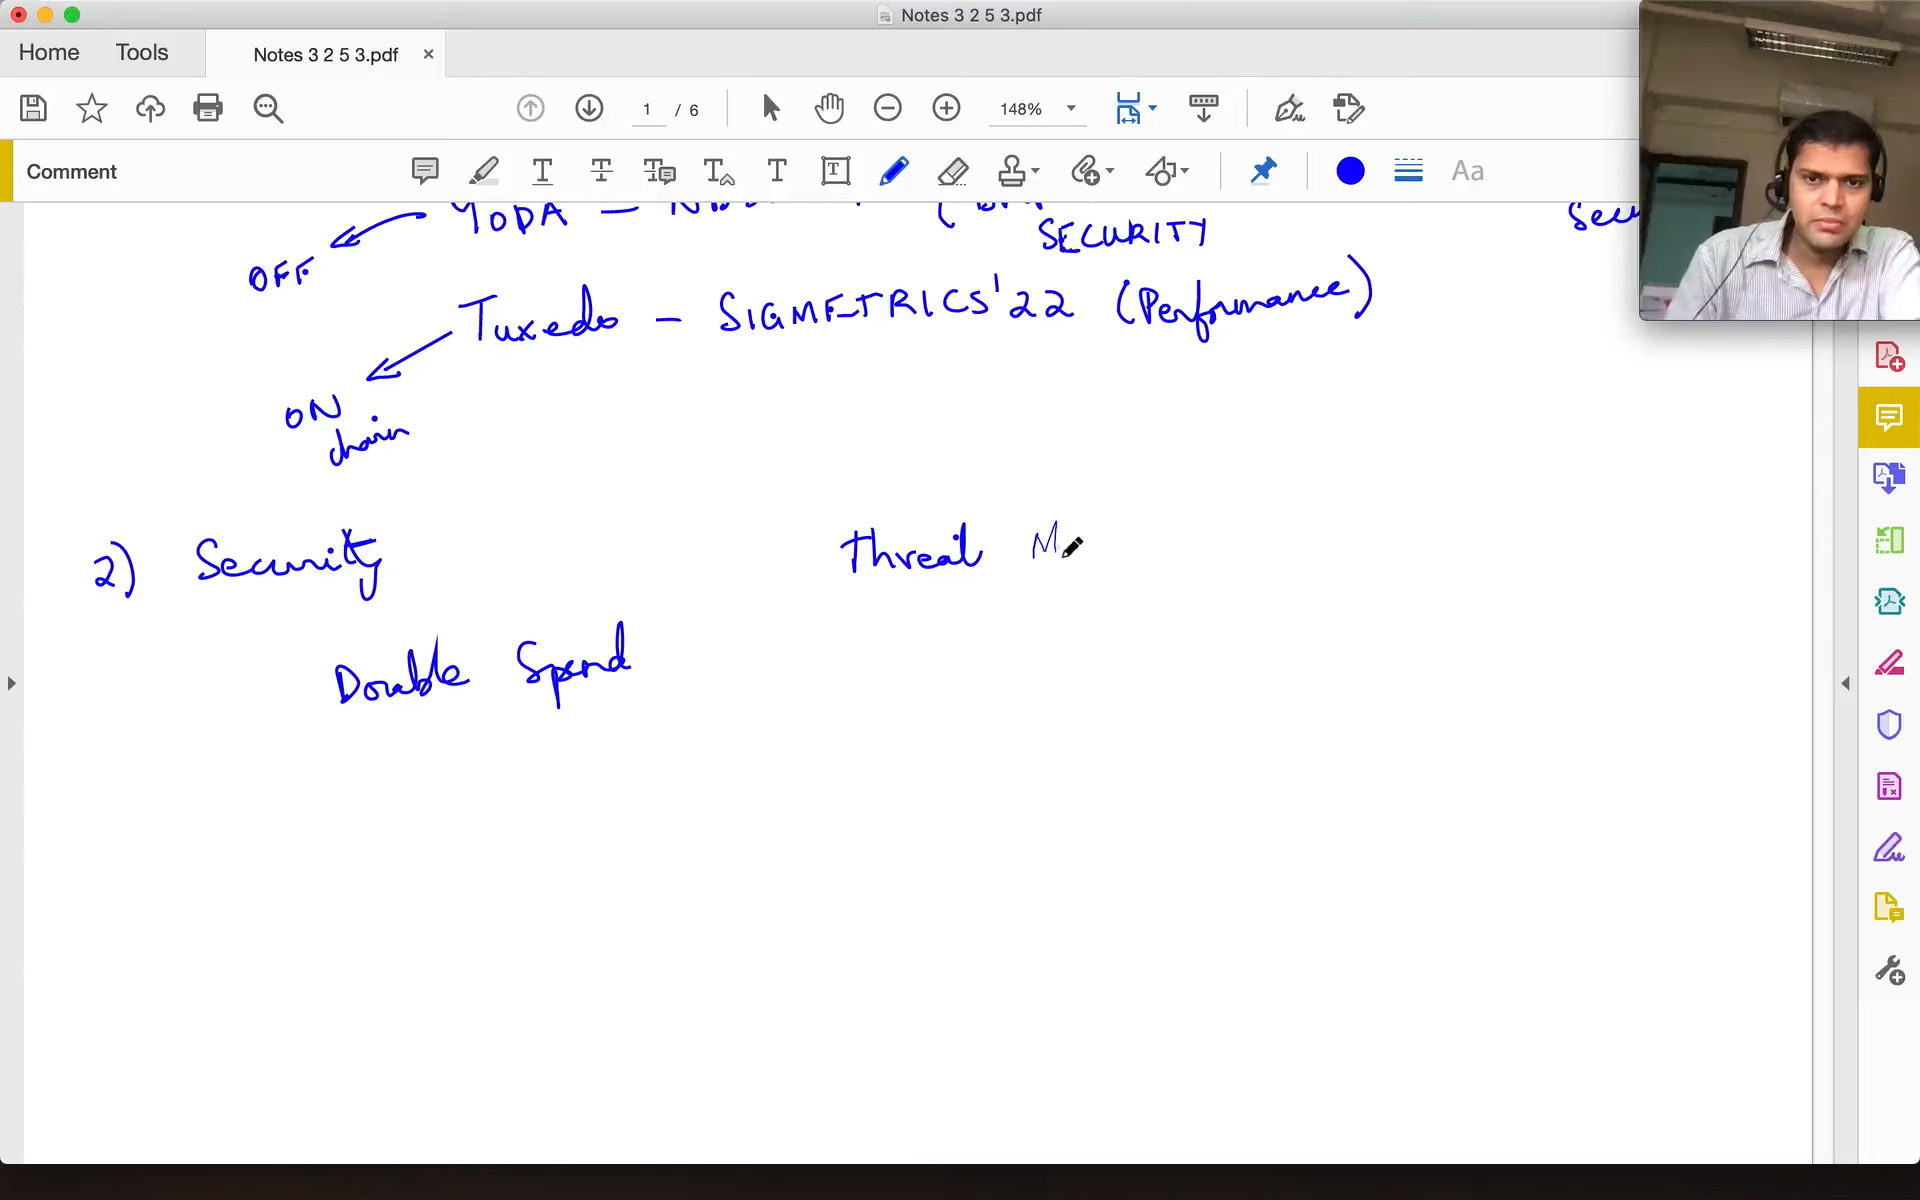 Notes 3 2 5 3.pdf
Home Tools Notes 3 2 5 3.pdf ×
1 / 6 148%
Comment Aa
YODA —
SECURITY
OFF
Tuxedo — SIGMETRICS'22 (Performance)
ON
chain
2) Security Threat M
Double Spend